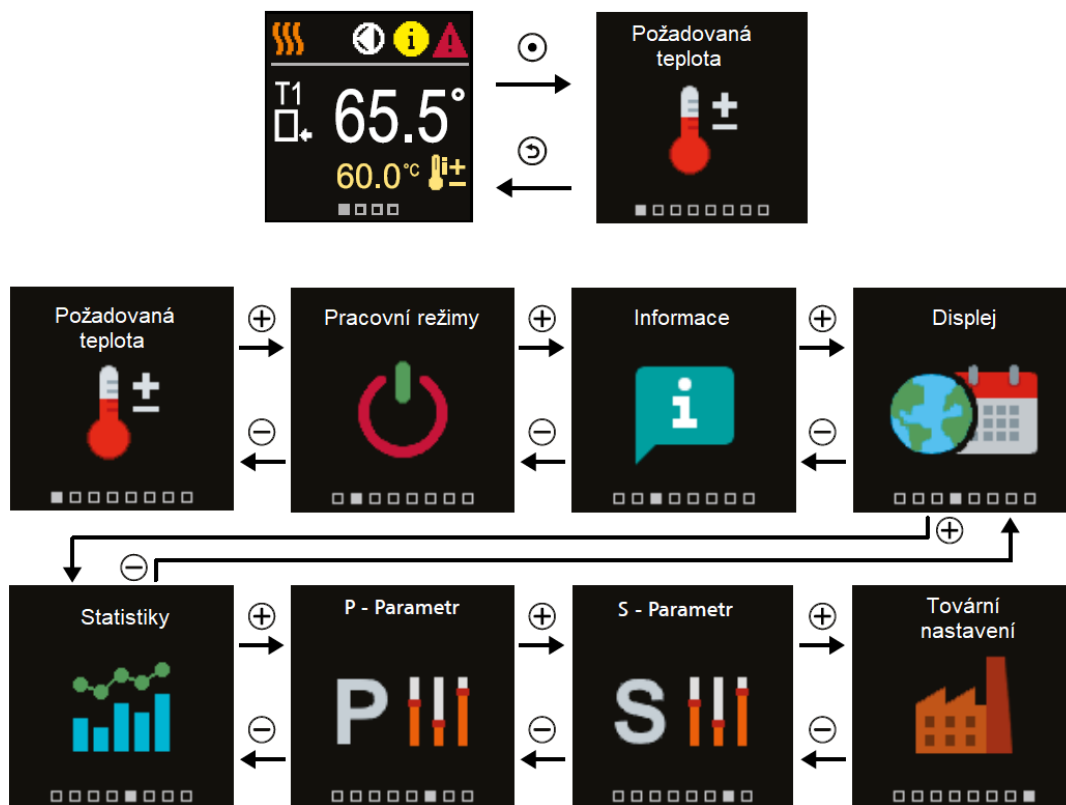 T1
65.5°
60.0°C
Požadovaná
teplota
Požadovaná
teplota
Pracovní režimy
Informace
Displej
Statistiky
P - Parametr
S - Parametr
Tovární
nastavení
P
S